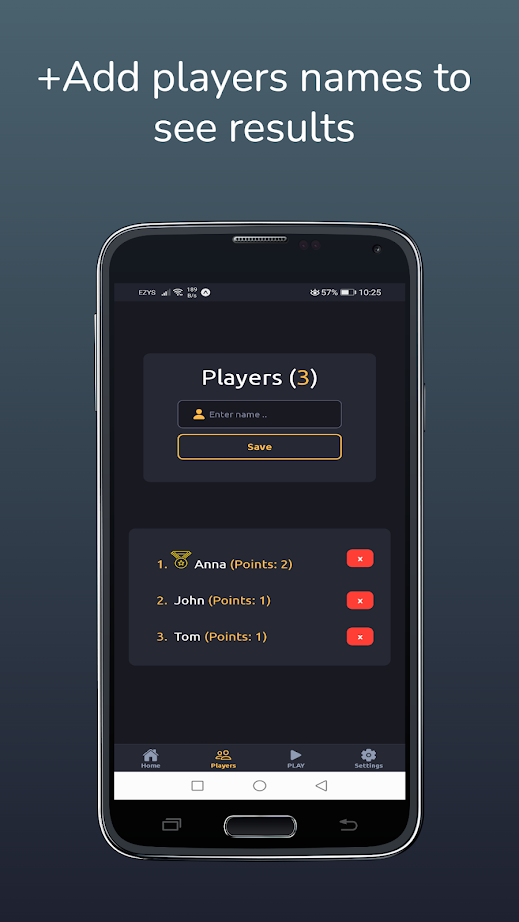 +Add players names to
see results
EZYS 189 B/s 57% 10:25
Players (3)
Enter name ..
Save
1. Anna (Points: 2) x
2. John (Points: 1) x
3. Tom (Points: 1) x
Home Players PLAY Settings